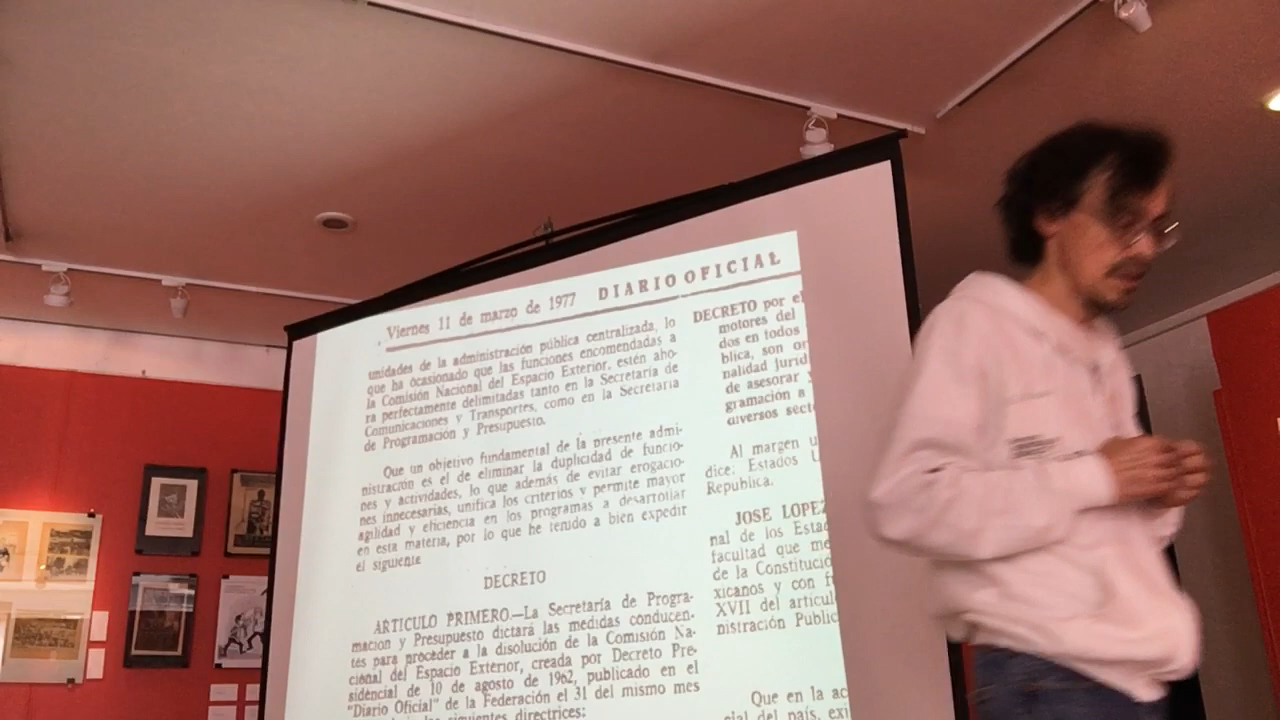 Viernes 11 de marzo de 1977 DIARIO OFICIAL
unidades de la administración pública centralizada, lo
que ha ocasionado que las funciones encomendadas a
la Comisión Nacional del Espacio Exterior, estén aho-
ra perfectamente delimitadas tanto en la Secretaría de
Comunicaciones y Transportes, como en la Secretaría
de Programación y Presupuesto.
Que un objetivo fundamental de la presente admi-
nistración es el de eliminar la duplicidad de funcio-
nes y actividades, lo que además de evitar erogacio-
nes innecesarias, unifica los criterios y permite mayor
agilidad y eficiencia en los programas a desarrollar
en esta materia, por lo que he tenido a bien expedir
el siguiente
DECRETO
ARTICULO PRIMERO.—La Secretaría de Progra-
mación y Presupuesto dictará las medidas conducen-
tes para proceder a la disolución de la Comisión Na-
cional del Espacio Exterior, creada por Decreto Pre-
sidencial de 10 de agosto de 1962, publicado en el
"Diario Oficial" de la Federación el 31 del mismo mes
siguientes directrices:
DECRETO por el
motores del
dos en todos
blica, son or
nalidad juríd
de asesorar
gramación a
diversos sect
Al margen u
dice: Estados U
República.
JOSE LOPEZ
nal de los Estad
facultad que me
de la Constitució
xicanos y con f
XVII del artícul
nistración Públic
Que en la ac
cial del país, exi